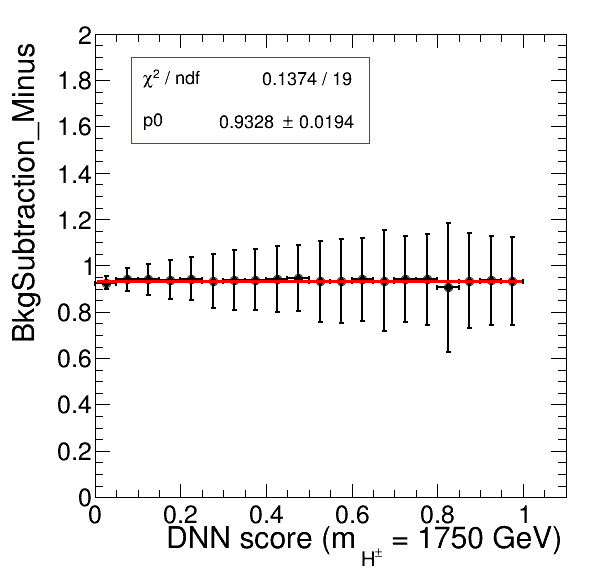 BkgSubtraction_Minus
2
1.8
1.6
1.4
1.2
1
0.8
0.6
0.4
0.2
0
χ² / ndf 0.1374 / 19
p0 0.9328 ± 0.0194
0 0.2 0.4 0.6 0.8 1
DNN score (m_H± = 1750 GeV)